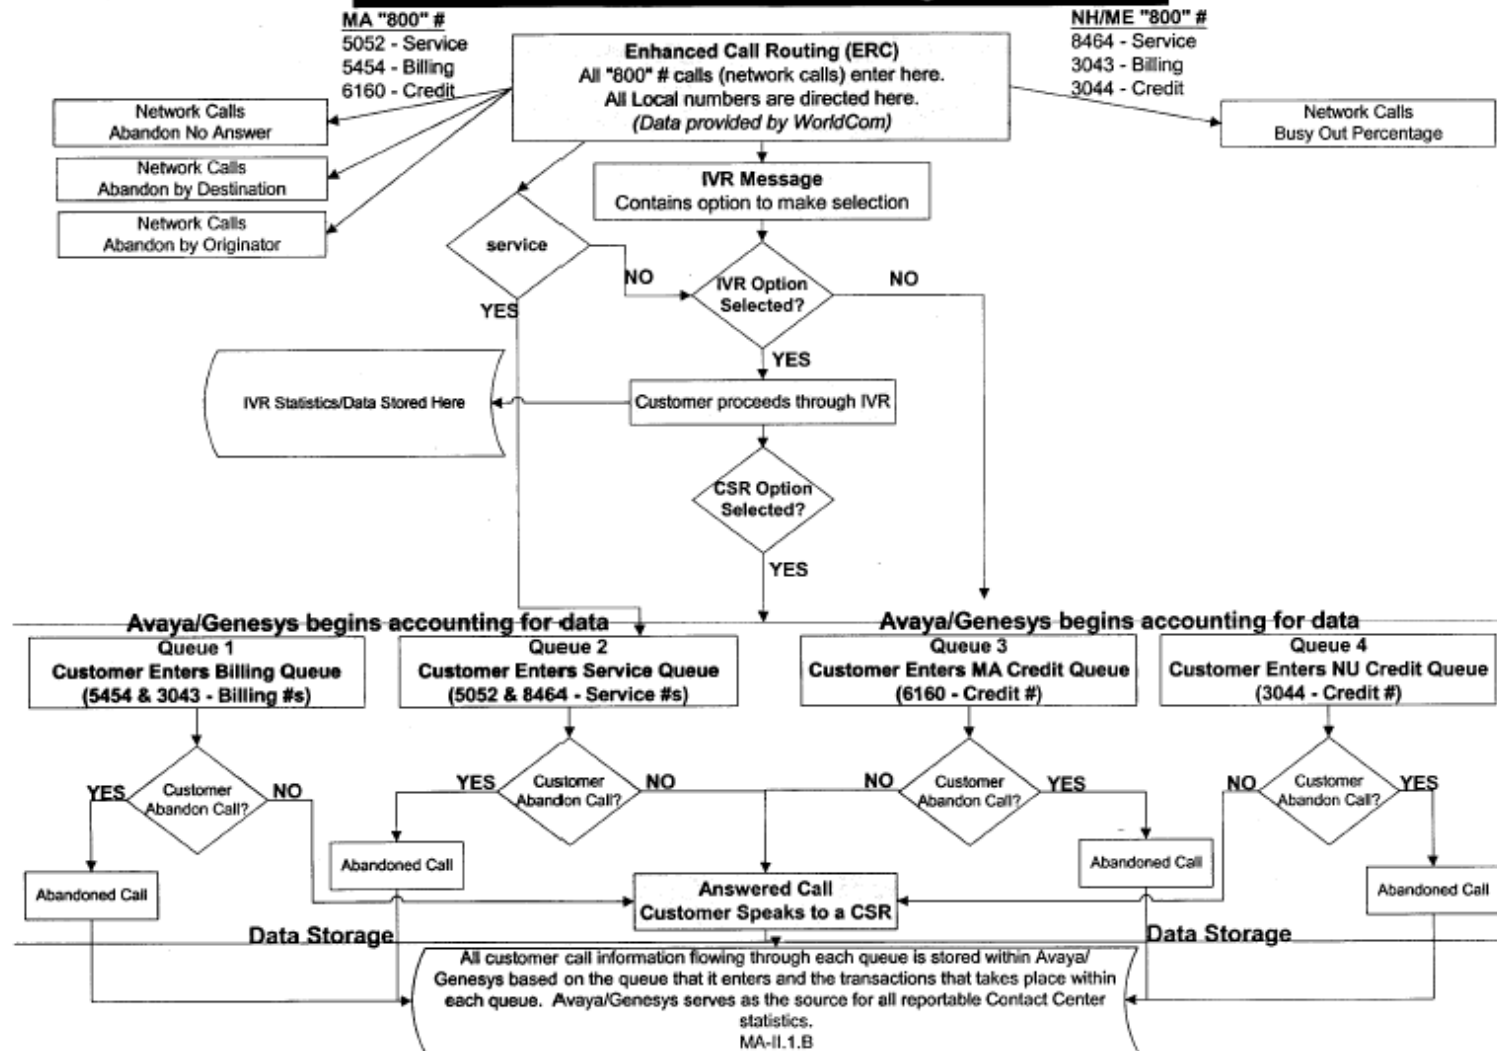 MA "800" #
5052 - Service
5454 - Billing
6160 - Credit
NH/ME "800" #
8464 - Service
3043 - Billing
3044 - Credit
Enhanced Call Routing (ERC)
All "800" # calls (network calls) enter here.
All Local numbers are directed here.
(Data provided by WorldCom)
Network Calls
Abandon No Answer
Network Calls
Abandon by Destination
Network Calls
Abandon by Originator
Network Calls
Busy Out Percentage
IVR Message
Contains option to make selection
service
NO
YES
IVR Option
Selected?
NO
YES
IVR Statistics/Data Stored Here
Customer proceeds through IVR
CSR Option
Selected?
YES
Avaya/Genesys begins accounting for data
Avaya/Genesys begins accounting for data
Queue 1
Customer Enters Billing Queue
(5454 & 3043 - Billing #s)
Queue 2
Customer Enters Service Queue
(5052 & 8464 - Service #s)
Queue 3
Customer Enters MA Credit Queue
(6160 - Credit #)
Queue 4
Customer Enters NU Credit Queue
(3044 - Credit #)
YES
Customer
Abandon Call?
NO
YES
Customer
Abandon Call?
NO
NO
Customer
Abandon Call?
YES
NO
Customer
Abandon Call?
YES
Abandoned Call
Abandoned Call
Abandoned Call
Abandoned Call
Answered Call
Customer Speaks to a CSR
Data Storage
Data Storage
All customer call information flowing through each queue is stored within Avaya/
Genesys based on the queue that it enters and the transactions that takes place within
each queue. Avaya/Genesys serves as the source for all reportable Contact Center
statistics.
MA-II.1.B